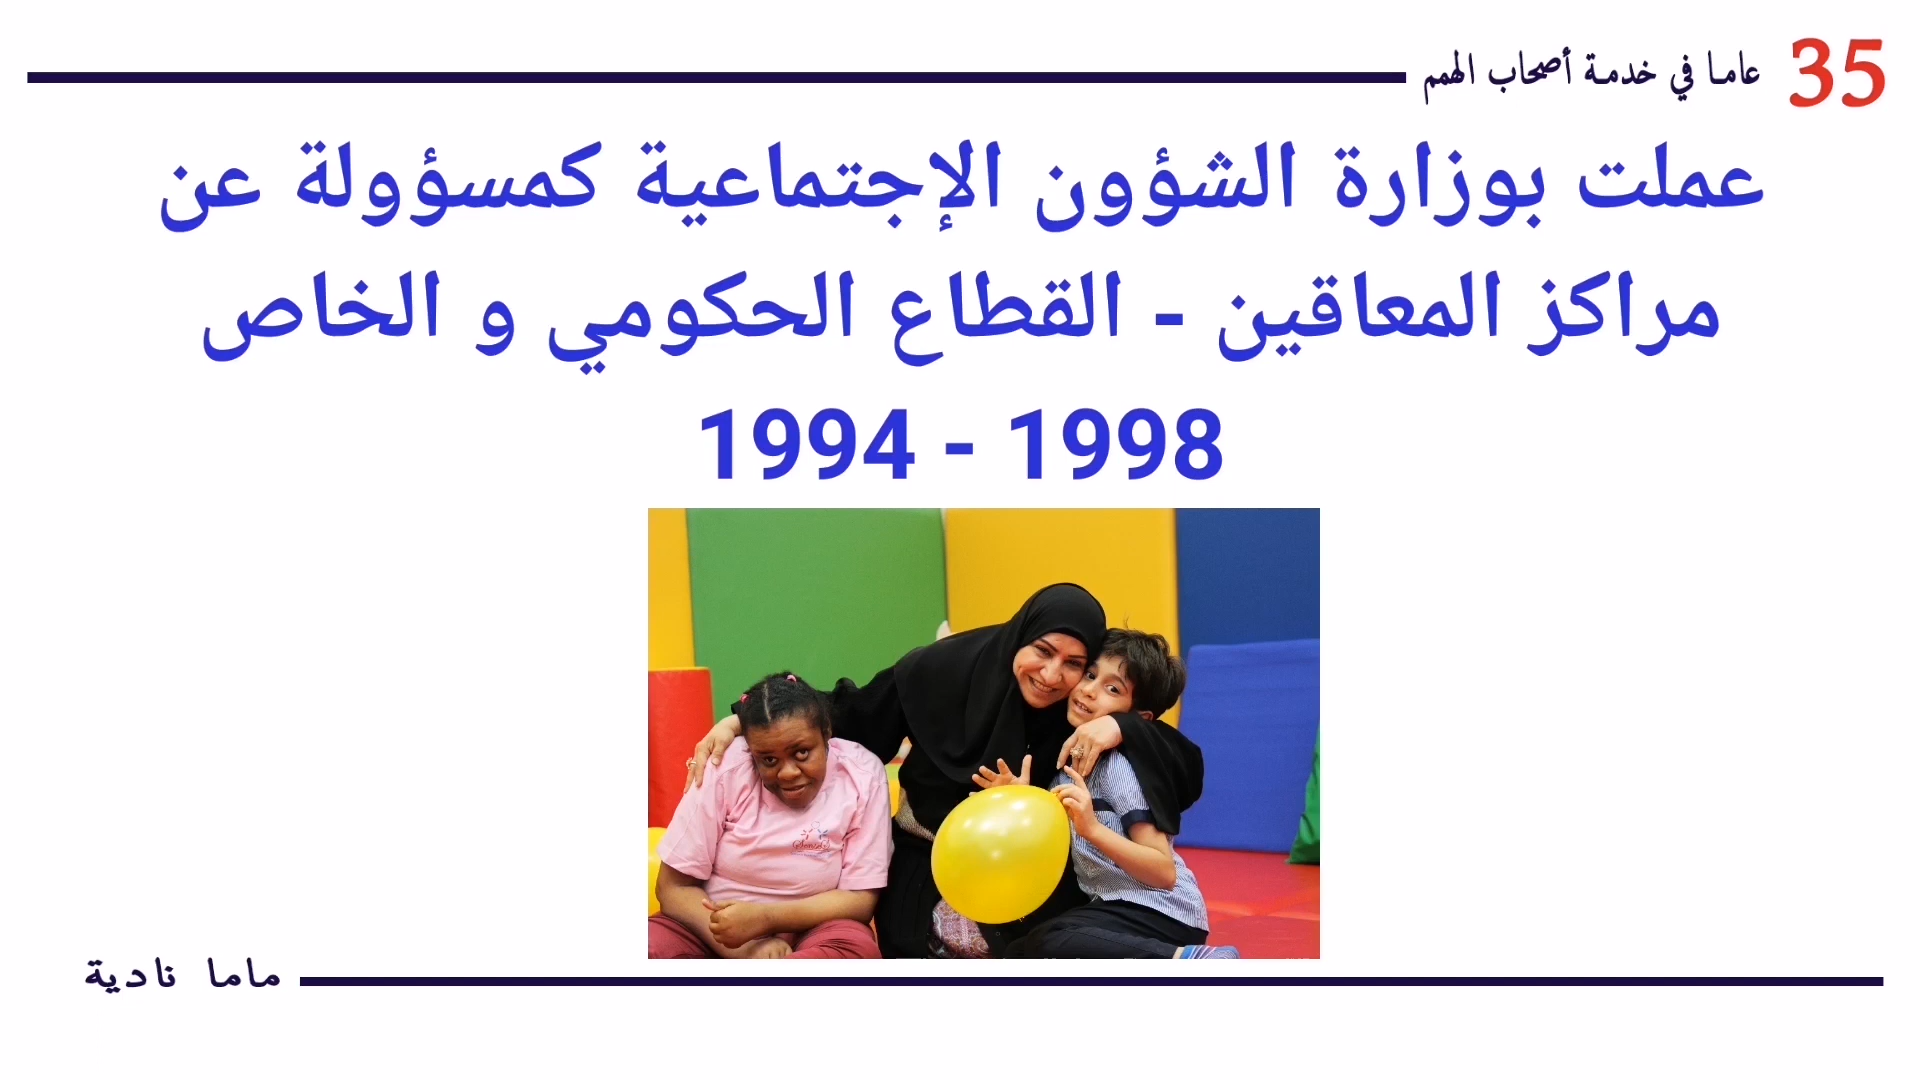 35 عاما في خدمة أصحاب الهمم
عملت بوزارة الشؤون الإجتماعية كمسؤولة عن
مراكز المعاقين - القطاع الحكومي و الخاص
1994 - 1998
ماما نادية